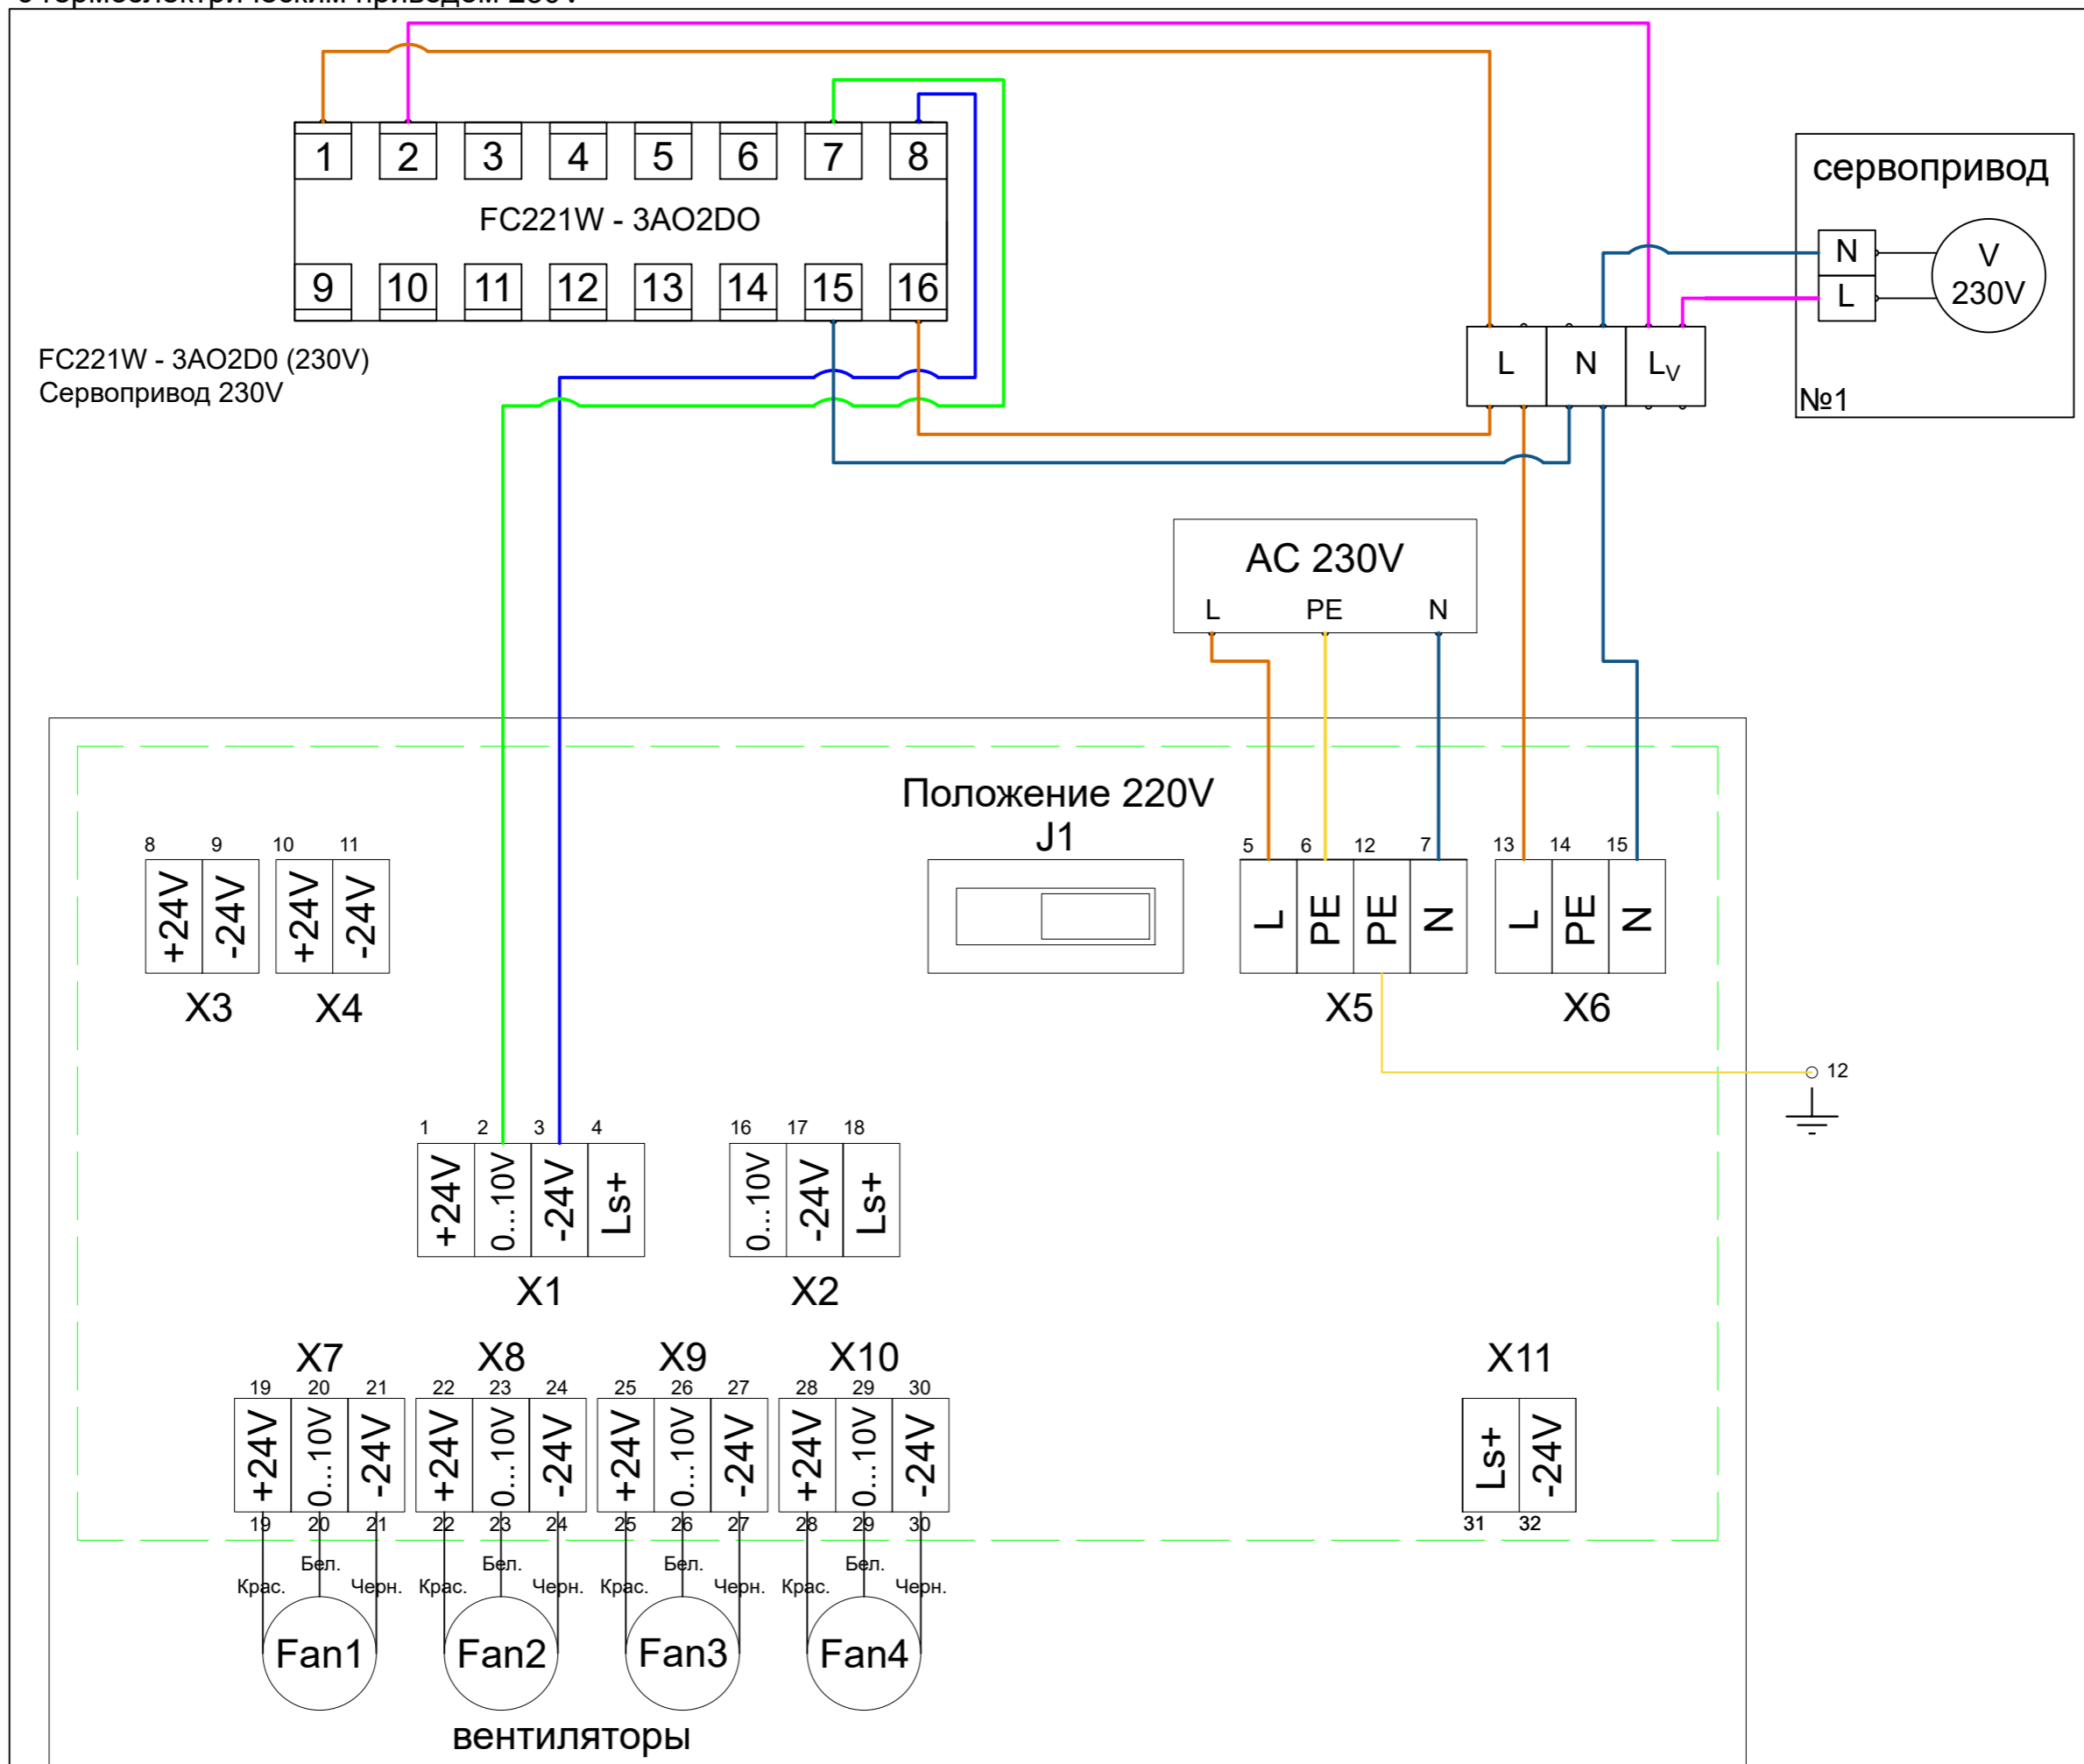 с термоэлектрическим приводом 230V
1 2 3 4 5 6 7 8
FC221W - 3AO2DO
9 10 11 12 13 14 15 16
FC221W - 3AO2D0 (230V)
Сервопривод 230V
сервопривод
N
L
V
230V
№1
L N LV
AC 230V
L PE N
Положение 220V
J1
8 9 10 11
+24V -24V +24V -24V
X3 X4
5 6 12 7 13 14 15
L PE PE N L PE N
X5 X6
12
1 2 3 4 16 17 18
+24V 0...10V -24V Ls+ 0...10V -24V Ls+
X1 X2
X7 X8 X9 X10 X11
19 20 21 22 23 24 25 26 27 28 29 30
+24V 0...10V -24V +24V 0...10V -24V +24V 0...10V -24V +24V 0...10V -24V Ls+ -24V
19 20 21 22 23 24 25 26 27 28 29 30 31 32
Крас. Бел. Черн. Крас. Бел. Черн. Крас. Бел. Черн. Крас. Бел. Черн.
Fan1 Fan2 Fan3 Fan4
вентиляторы